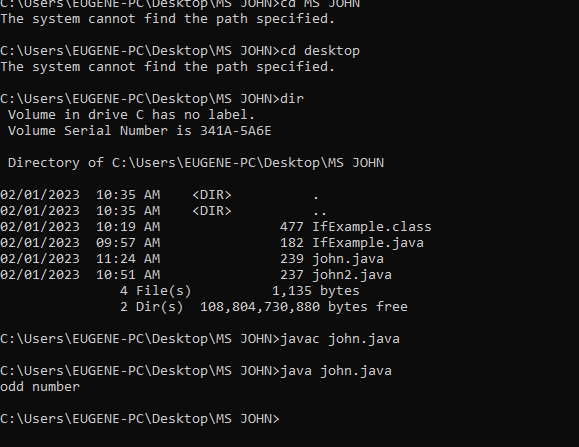 C:\Users\EUGENE-PC\Desktop\MS JOHN>cd MS JOHN
The system cannot find the path specified.
C:\Users\EUGENE-PC\Desktop\MS JOHN>cd desktop
The system cannot find the path specified.
C:\Users\EUGENE-PC\Desktop\MS JOHN>dir
 Volume in drive C has no label.
 Volume Serial Number is 341A-5A6E
 Directory of C:\Users\EUGENE-PC\Desktop\MS JOHN
02/01/2023  10:35 AM    <DIR>          .
02/01/2023  10:35 AM    <DIR>          ..
02/01/2023  10:19 AM               477 IfExample.class
02/01/2023  09:57 AM               182 IfExample.java
02/01/2023  11:24 AM               239 john.java
02/01/2023  10:51 AM               237 john2.java
               4 File(s)          1,135 bytes
               2 Dir(s)  108,804,730,880 bytes free
C:\Users\EUGENE-PC\Desktop\MS JOHN>javac john.java
C:\Users\EUGENE-PC\Desktop\MS JOHN>java john.java
odd number
C:\Users\EUGENE-PC\Desktop\MS JOHN>